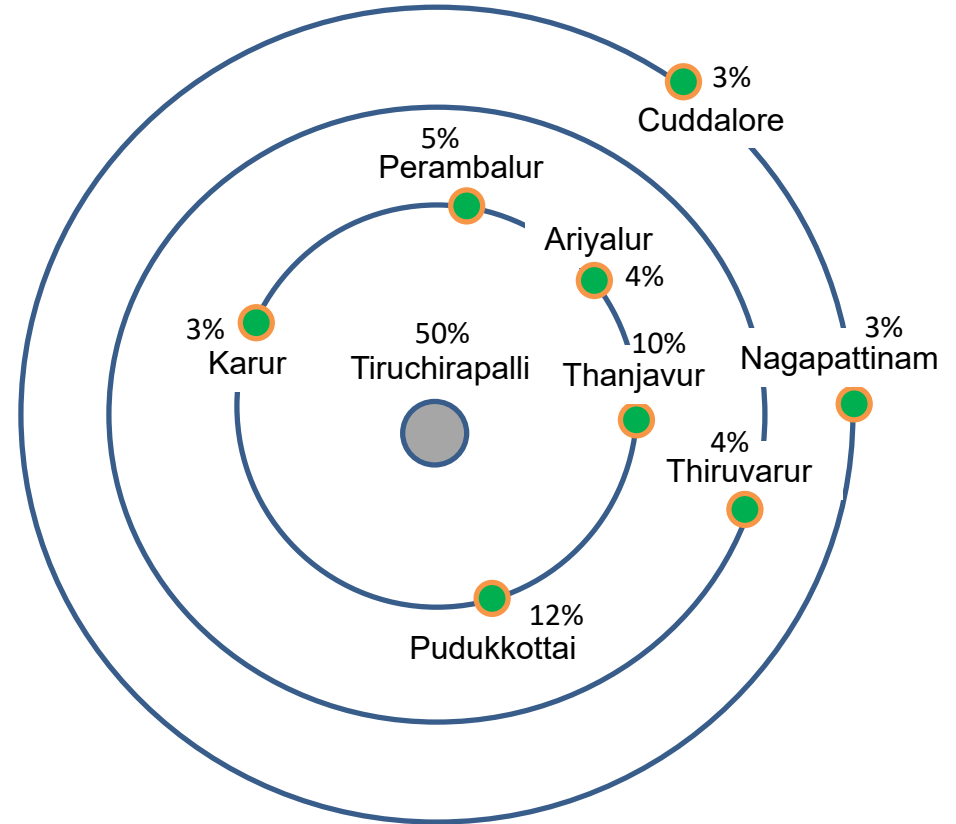 3%
Cuddalore
5%
Perambalur
Ariyalur
4%
3%
Karur
50%
Tiruchirapalli
10%
Thanjavur
3%
Nagapattinam
4%
Thiruvarur
12%
Pudukkottai